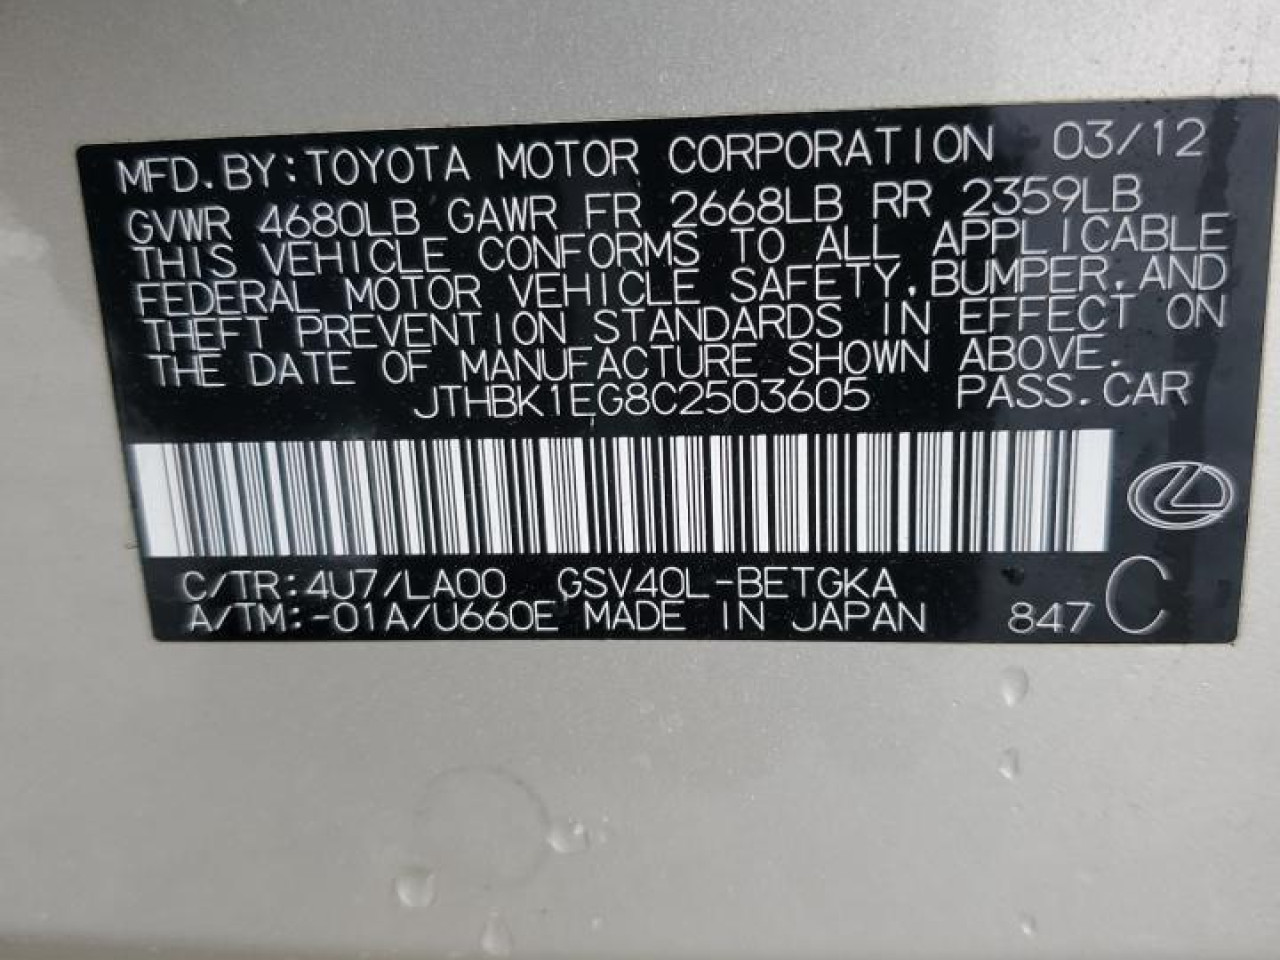 MFD.BY:TOYOTA MOTOR CORPORATION 03/12
GVWR 4680LB GAWR FR 2668LB RR 2359LB
THIS VEHICLE CONFORMS TO ALL APPLICABLE
FEDERAL MOTOR VEHICLE SAFETY,BUMPER,AND
THEFT PREVENTION STANDARDS IN EFFECT ON
THE DATE OF MANUFACTURE SHOWN ABOVE.
JTHBK1EG8C2503605 PASS.CAR
C/TR:4U7/LA00 GSV40L-BETGKA
A/TM:-01A/U660E MADE IN JAPAN 847 C